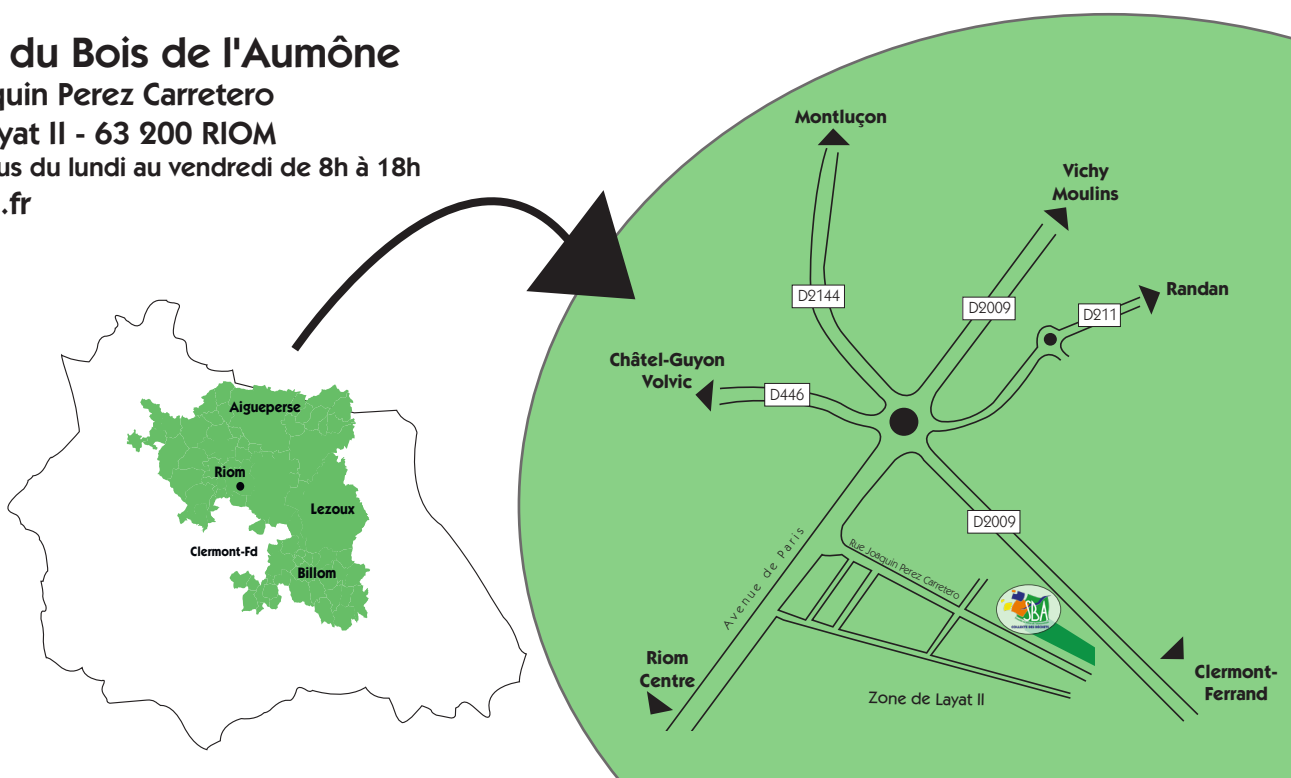 du Bois de l'Aumône
quin Perez Carretero
yat II - 63 200 RIOM
us du lundi au vendredi de 8h à 18h
.fr
Montluçon
Vichy
Moulins
Randan
D2144
D2009
D211
Châtel-Guyon
Volvic
D446
D2009
Avenue de Paris
Rue Joaquin Perez Carretero
SBA
Riom
Centre
Zone de Layat II
Clermont-
Ferrand
Aigueperse
Riom
Lezoux
Clermont-Fd
Billom